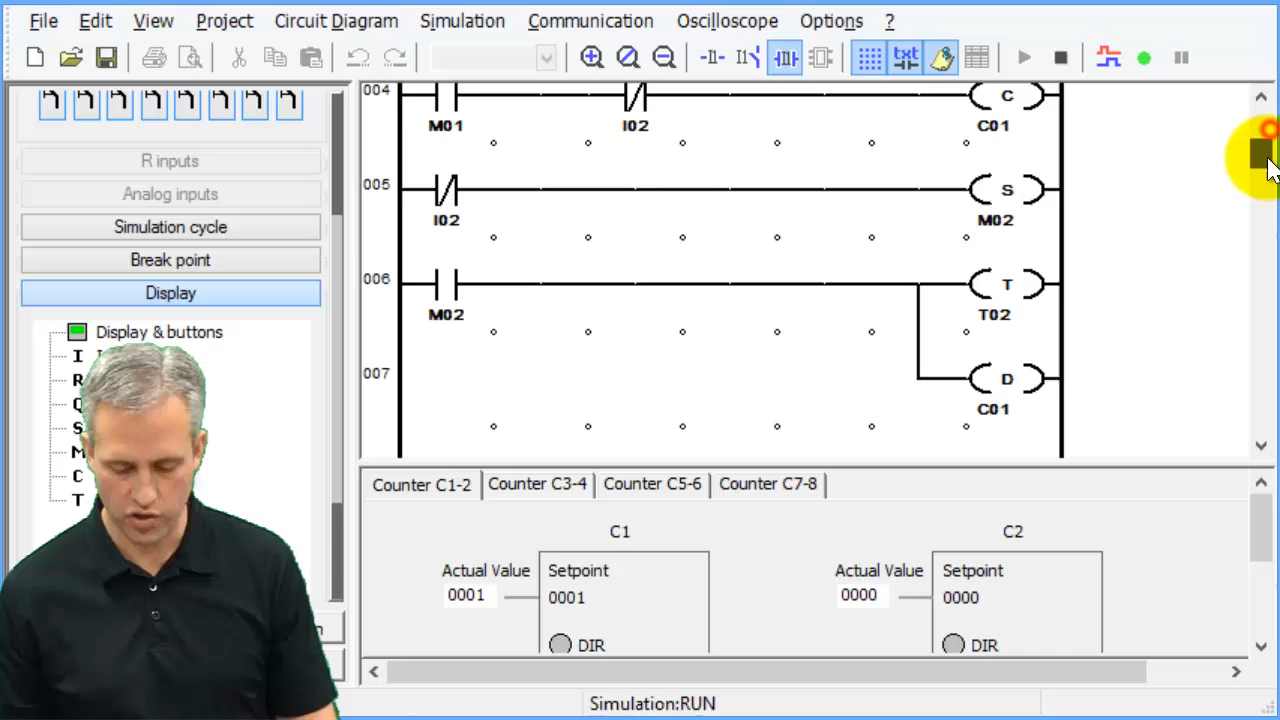 File Edit View Project Circuit Diagram Simulation Communication Oscilloscope Options ?
txt
R inputs
Analog inputs
Simulation cycle
Break point
Display
Display & buttons
I
R
Q
S
M
C
T
004
M01 I02 C C01
005
I02 S M02
006
M02 T T02
007
D C01
Counter C1-2 Counter C3-4 Counter C5-6 Counter C7-8
C1 C2
Actual Value Setpoint Actual Value Setpoint
0001 0001 0000 0000
DIR DIR
Simulation:RUN